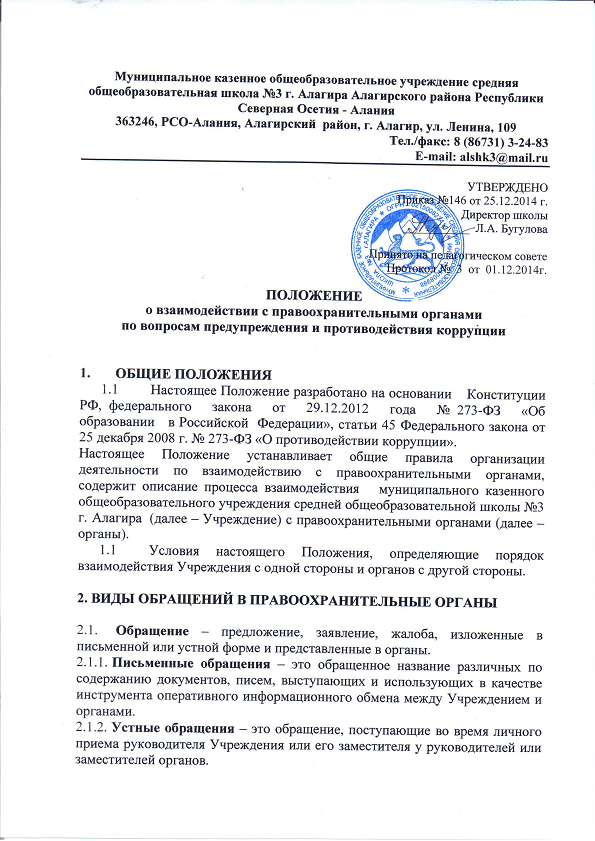 Муниципальное казенное общеобразовательное учреждение средняя
общеобразовательная школа №3 г. Алагира Алагирского района Республики
Северная Осетия - Алания
363246, РСО-Алания, Алагирский район, г. Алагир, ул. Ленина, 109
Тел./факс: 8 (86731) 3-24-83
E-mail: alshk3@mail.ru
УТВЕРЖДЕНО
Приказ №146 от 25.12.2014 г.
Директор школы
Л.А. Бугулова
Принято на педагогическом совете
Протокол № 3 от 01.12.2014г.
ПОЛОЖЕНИЕ
о взаимодействии с правоохранительными органами
по вопросам предупреждения и противодействия коррупции
1. ОБЩИЕ ПОЛОЖЕНИЯ
1.1 Настоящее Положение разработано на основании Конституции
РФ, федерального закона от 29.12.2012 года № 273-ФЗ «Об
образовании в Российской Федерации», статьи 45 Федерального закона от
25 декабря 2008 г. № 273-ФЗ «О противодействии коррупции».
Настоящее Положение устанавливает общие правила организации
деятельности по взаимодействию с правоохранительными органами,
содержит описание процесса взаимодействия муниципального казенного
общеобразовательного учреждения средней общеобразовательной школы №3
г. Алагира (далее – Учреждение) с правоохранительными органами (далее –
органы).
1.1 Условия настоящего Положения, определяющие порядок
взаимодействия Учреждения с одной стороны и органов с другой стороны.
2. ВИДЫ ОБРАЩЕНИЙ В ПРАВООХРАНИТЕЛЬНЫЕ ОРГАНЫ
2.1. Обращение – предложение, заявление, жалоба, изложенные в
письменной или устной форме и представленные в органы.
2.1.1. Письменные обращения – это обращенное название различных по
содержанию документов, писем, выступающих и использующих в качестве
инструмента оперативного информационного обмена между Учреждением и
органами.
2.1.2. Устные обращения – это обращение, поступающие во время личного
приема руководителя Учреждения или его заместителя у руководителей или
заместителей органов.